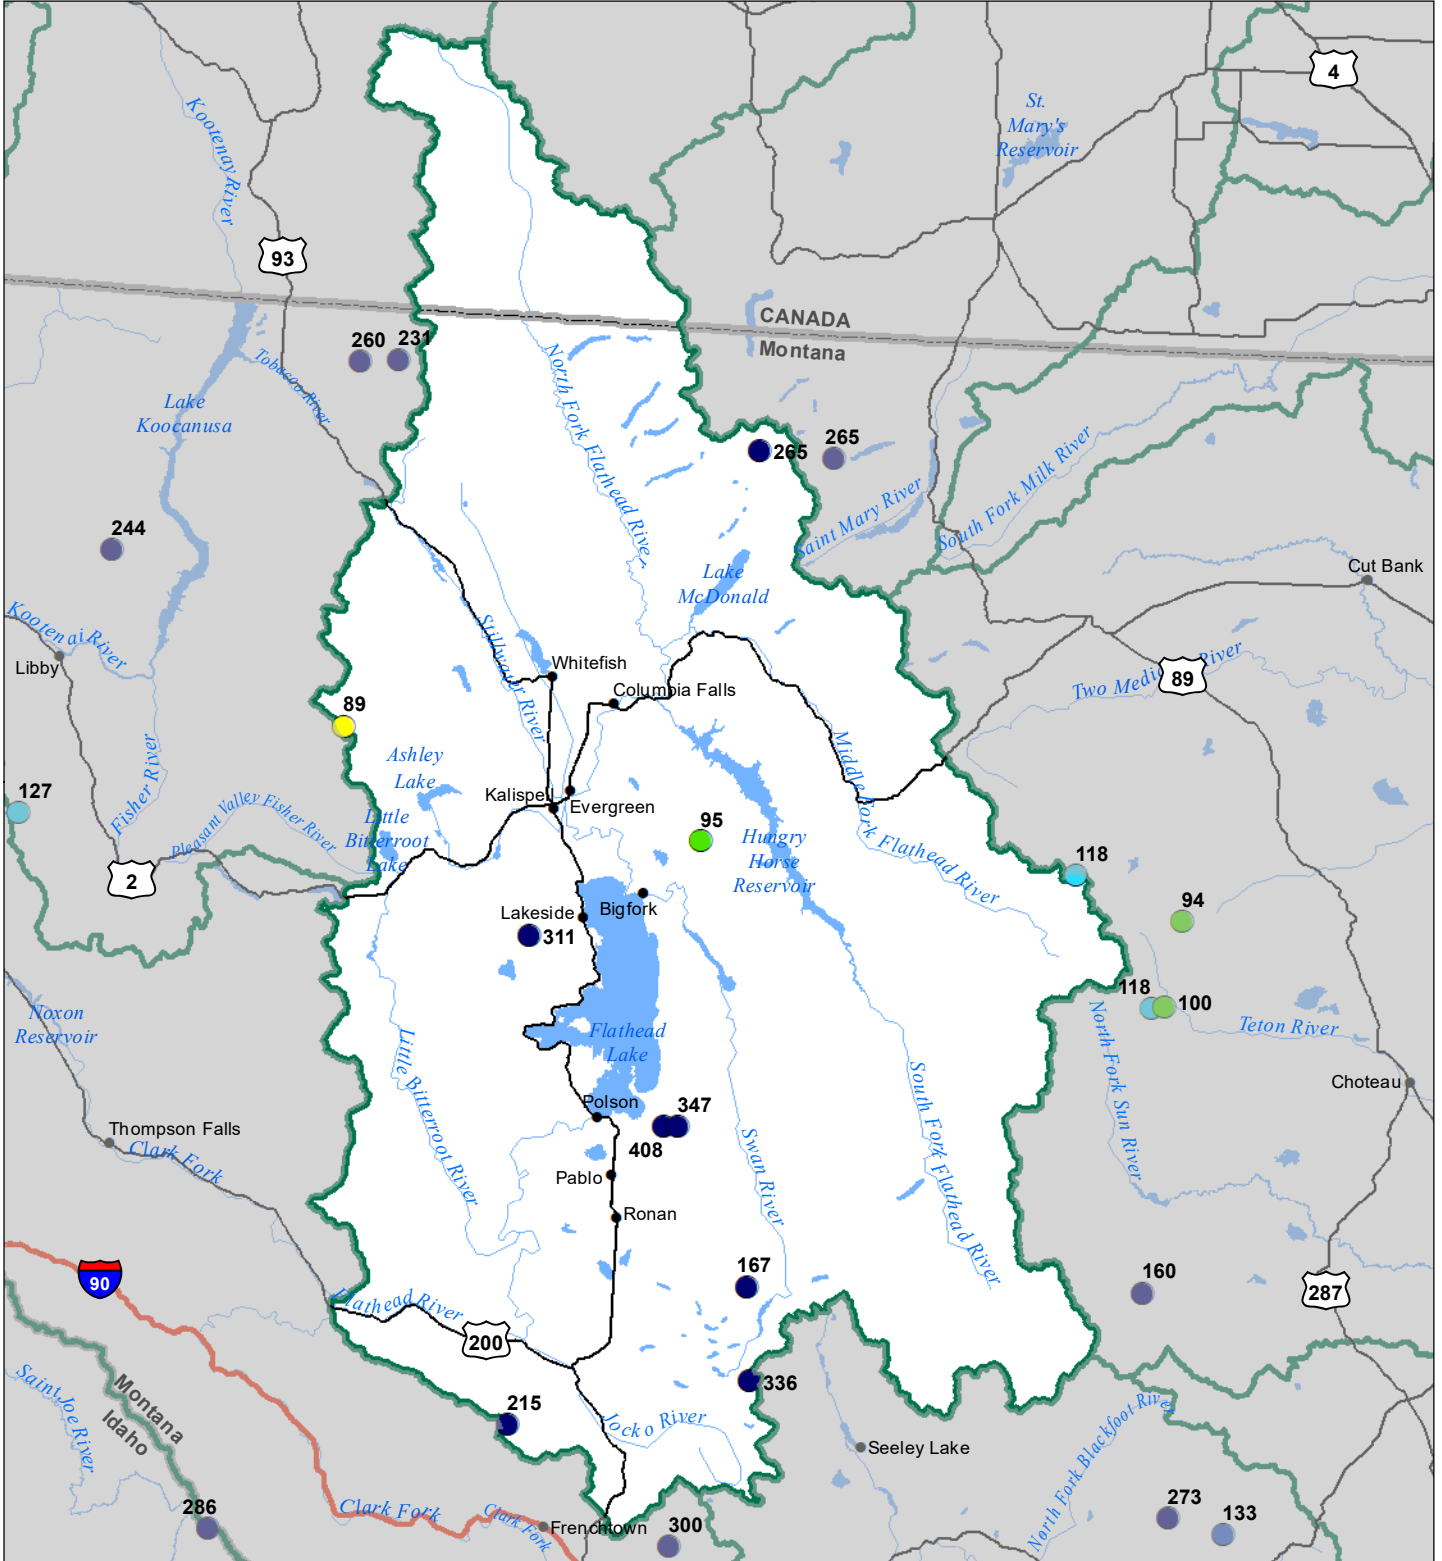 4
St.
Mary's
Reservoir
Kootenay River
93
CANADA
Montana
260
231
Tobacco River
Lake
Koocanusa
North Fork Flathead River
265
265
Saint Mary River
South Fork Milk River
244
Lake
McDonald
Cut Bank
Kootenai River
Libby
Stillwater River
Whitefish
Columbia Falls
Two Medicine River
89
89
Ashley
Lake
Middle Fork Flathead River
Kalispell
Evergreen
127
Fisher River
Pleasant Valley Fisher River
Little
Bitterroot
Lake
95
Hungry
Horse
Reservoir
2
118
94
Lakeside
Bigfork
311
118
100
Noxon
Reservoir
Flathead
Lake
Teton River
North Fork Sun River
Little Bitterroot River
South Fork Flathead River
Choteau
Polson
347
408
Thompson Falls
Clark Fork
Swan River
Pablo
Ronan
90
167
160
287
Flathead River
200
336
215
Jocko River
Saint Joe River
Montana
Idaho
Seeley Lake
North Fork Blackfoot River
286
Clark Fork
Clark Fork
Frenchtown
300
273
133